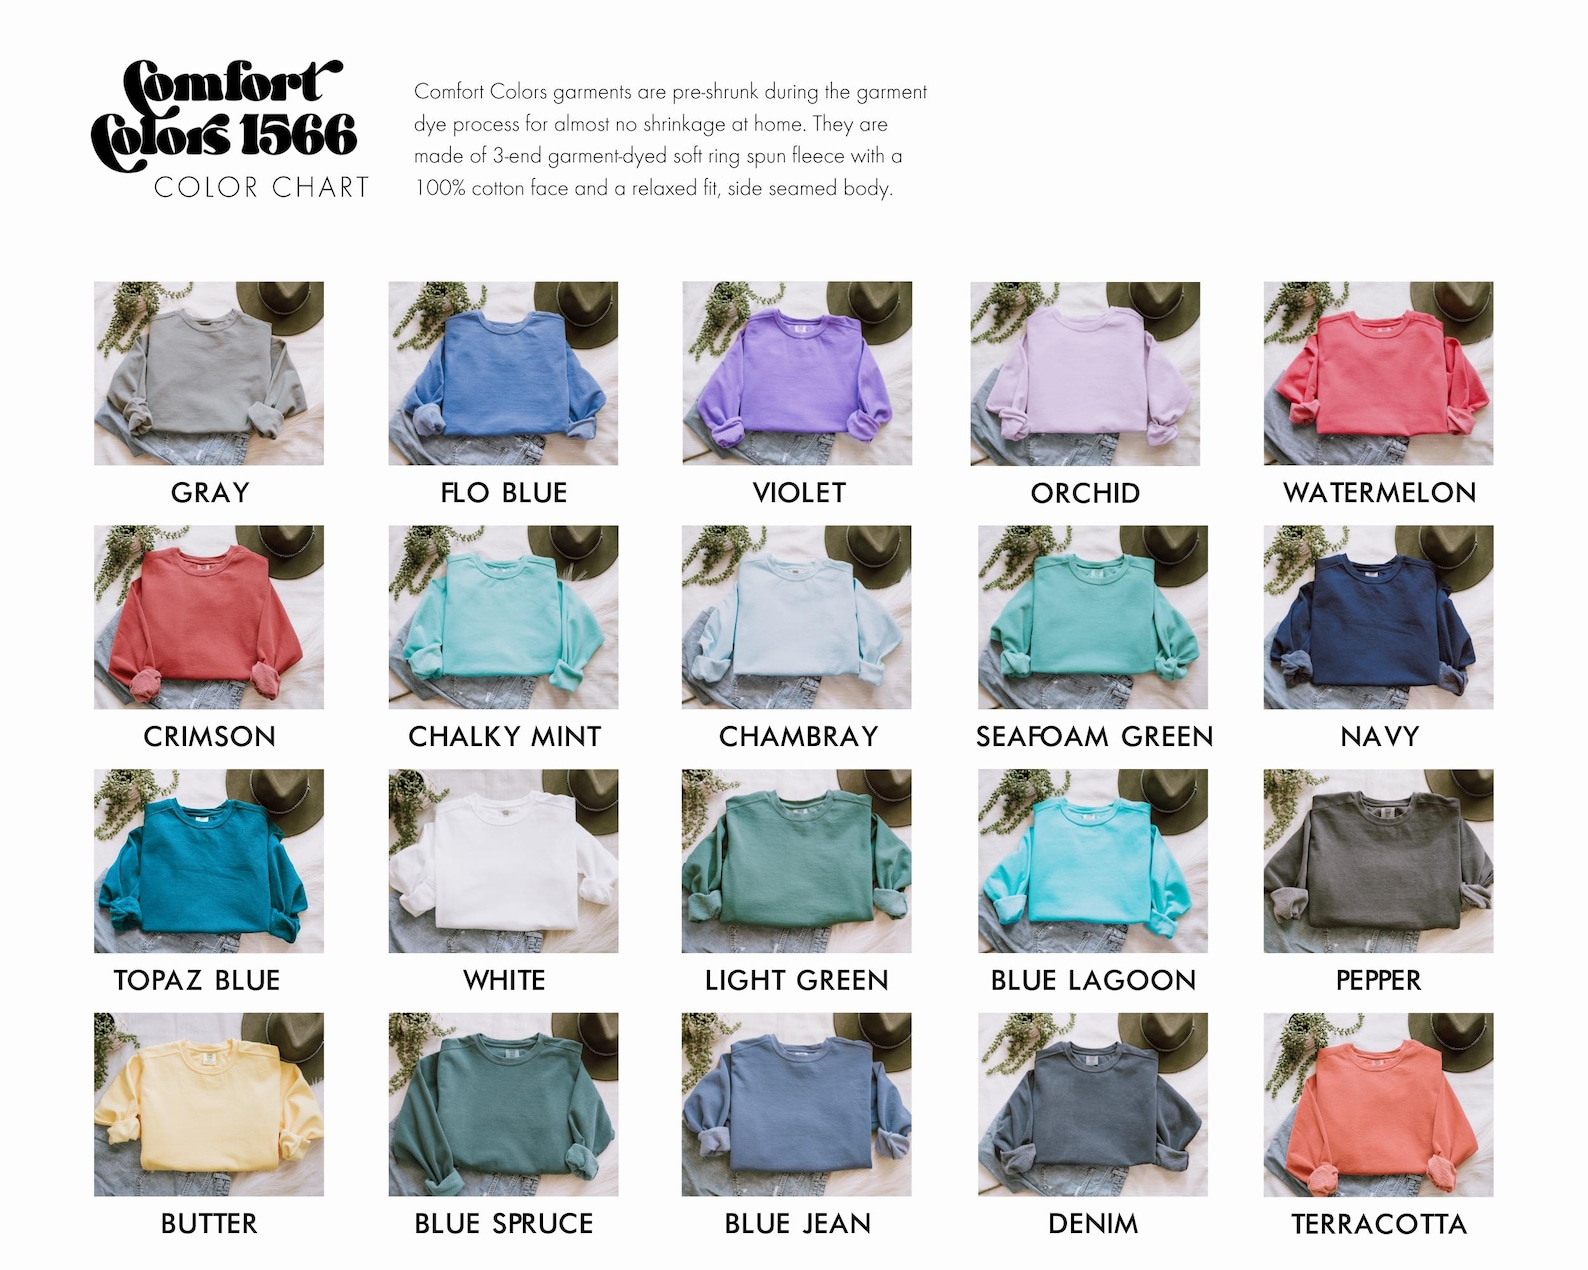 Comfort
Colors 1566
COLOR CHART
Comfort Colors garments are pre-shrunk during the garment
dye process for almost no shrinkage at home. They are
made of 3-end garment-dyed soft ring spun fleece with a
100% cotton face and a relaxed fit, side seamed body.
GRAY
FLO BLUE
VIOLET
ORCHID
WATERMELON
CRIMSON
CHALKY MINT
CHAMBRAY
SEAFOAM GREEN
NAVY
TOPAZ BLUE
WHITE
LIGHT GREEN
BLUE LAGOON
PEPPER
BUTTER
BLUE SPRUCE
BLUE JEAN
DENIM
TERRACOTTA